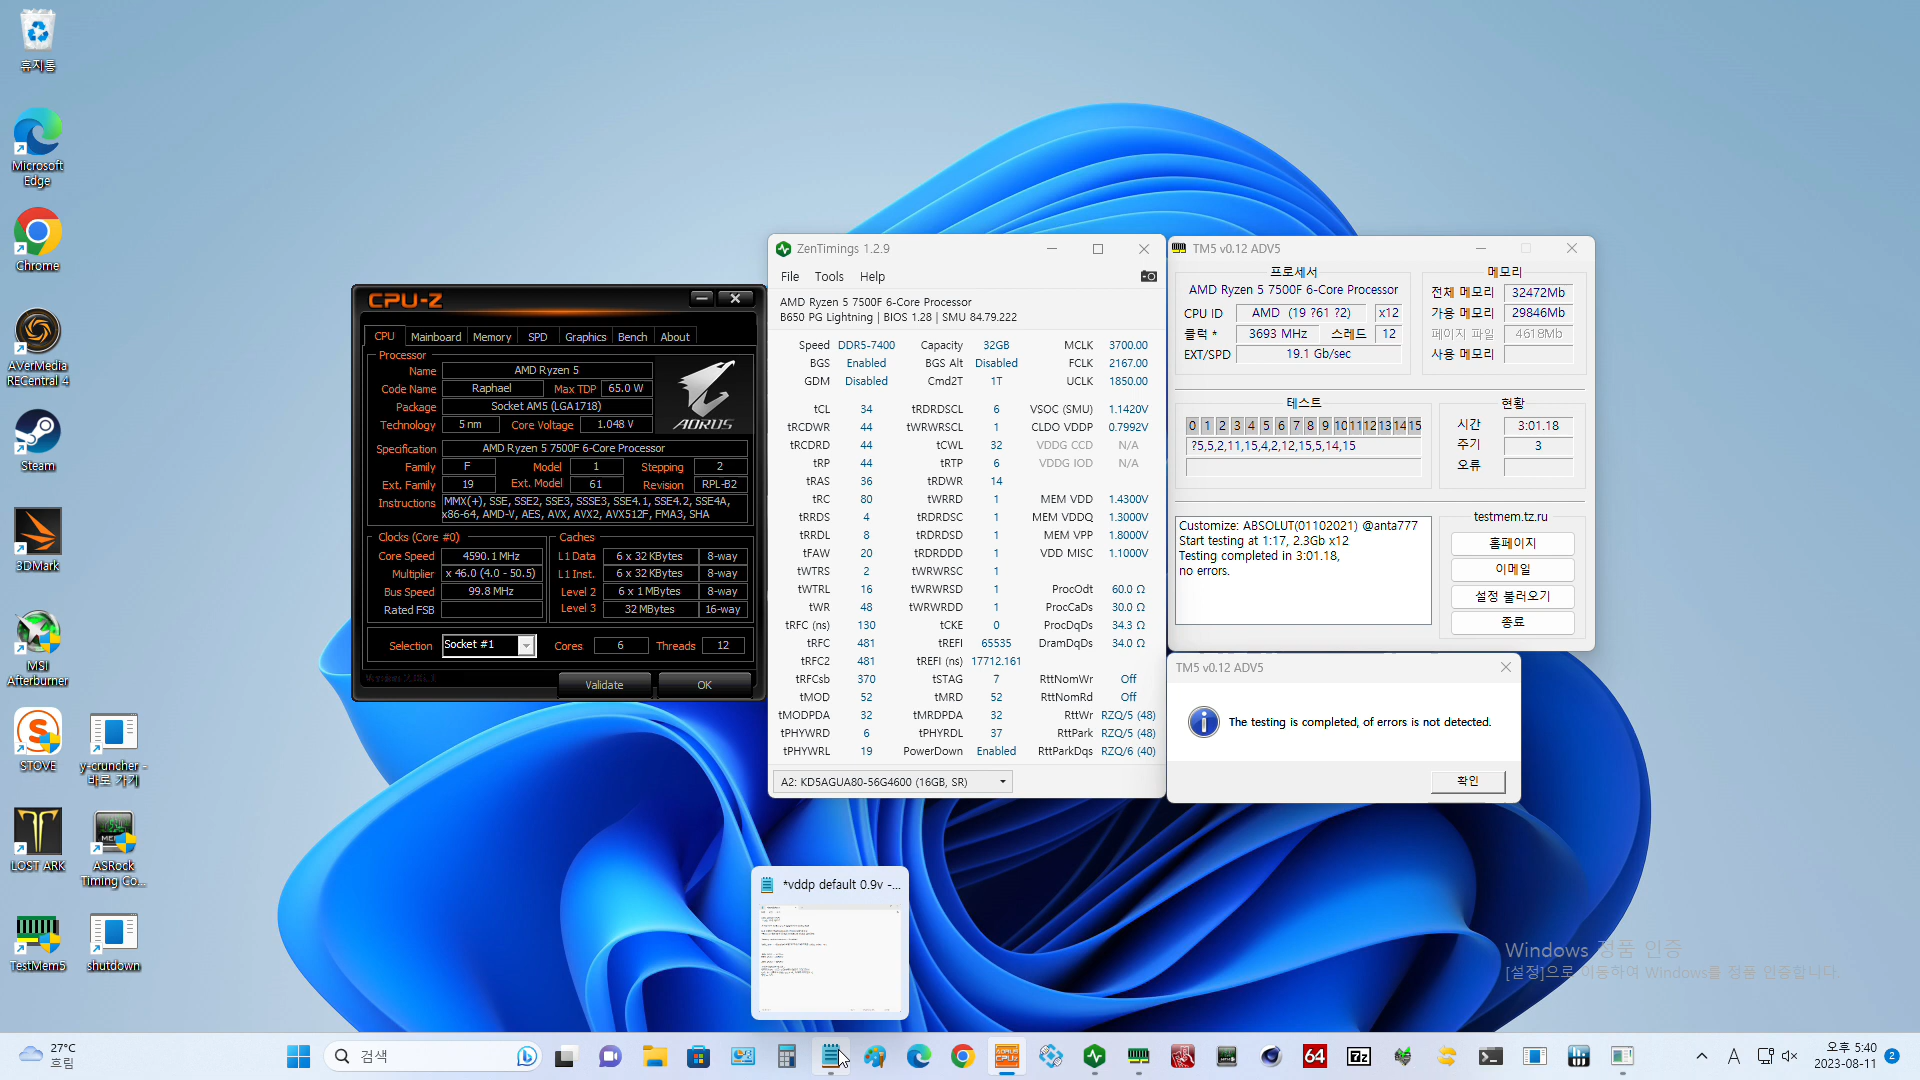 휴지통
Microsoft
Edge
Chrome
AVerMedia
RECentral 4
Steam
3DMark
MSI
Afterburner
STOVE
y-cruncher -
바로 가기
LOST ARK
ASRock
Timing Co...
TestMem5
shutdown
CPU-Z
CPU Mainboard Memory SPD Graphics Bench About
Processor
Name AMD Ryzen 5
Code Name Raphael Max TDP 65.0 W
Package Socket AM5 (LGA1718)
Technology 5 nm Core Voltage 1.048 V
AORUS
Specification AMD Ryzen 5 7500F 6-Core Processor
Family F Model 1 Stepping 2
Ext. Family 19 Ext. Model 61 Revision RPL-B2
Instructions MMX(+), SSE, SSE2, SSE3, SSSE3, SSE4.1, SSE4.2, SSE4A,
x86-64, AMD-V, AES, AVX, AVX2, AVX512F, FMA3, SHA
Clocks (Core #0) Caches
Core Speed 4590.1 MHz L1 Data 6 x 32 KBytes 8-way
Multiplier x 46.0 (4.0 - 50.5) L1 Inst. 6 x 32 KBytes 8-way
Bus Speed 99.8 MHz Level 2 6 x 1 MBytes 8-way
Rated FSB Level 3 32 MBytes 16-way
Selection Socket #1 Cores 6 Threads 12
Validate OK
ZenTimings 1.2.9
File Tools Help
AMD Ryzen 5 7500F 6-Core Processor
B650 PG Lightning | BIOS 1.28 | SMU 84.79.222
Speed DDR5-7400 Capacity 32GB MCLK 3700.00
BGS Enabled BGS Alt Disabled FCLK 2167.00
GDM Disabled Cmd2T 1T UCLK 1850.00
tCL 34 tRDRDSCL 6 VSOC (SMU) 1.1420V
tRCDWR 44 tWRWRSCL 1 CLDO VDDP 0.7992V
tRCDRD 44 tCWL 32 VDDG CCD N/A
tRP 44 tRTP 6 VDDG IOD N/A
tRAS 36 tRDWR 14
tRC 80 tWRRD 1 MEM VDD 1.4300V
tRRDS 4 tRDRDSC 1 MEM VDDQ 1.3000V
tRRDL 8 tRDRDSD 1 MEM VPP 1.8000V
tFAW 20 tRDRDDD 1 VDD MISC 1.1000V
tWTRS 2 tWRWRSC 1
tWTRL 16 tWRWRSD 1 ProcOdt 60.0 Ω
tWR 48 tWRWRDD 1 ProcCaDs 30.0 Ω
tRFC (ns) 130 tCKE 0 ProcDqDs 34.3 Ω
tRFC 481 tREFI 65535 DramDqDs 34.0 Ω
tRFC2 481 tREFI (ns) 17712.161
tRFCsb 370 tSTAG 7 RttNomWr Off
tMOD 52 tMRD 52 RttNomRd Off
tMODPDA 32 tMRDPDA 32 RttWr RZQ/5 (48)
tPHYWRD 6 tPHYRDL 37 RttPark RZQ/5 (48)
tPHYWRL 19 PowerDown Enabled RttParkDqs RZQ/6 (40)
A2: KD5AGUA80-56G4600 (16GB, SR)
TM5 v0.12 ADV5
프로세서
AMD Ryzen 5 7500F 6-Core Processor
CPU ID AMD (19 ?61 ?2) x12
클럭 * 3693 MHz 스레드 12
EXT/SPD 19.1 Gb/sec
메모리
전체 메모리 32472Mb
가용 메모리 29846Mb
페이지 파일 4618Mb
사용 메모리
테스트
0 1 2 3 4 5 6 7 8 9 10 11 12 13 14 15
?5,5,2,11,15,4,2,12,15,5,14,15
현황
시간 3:01.18
주기 3
오류
Customize: ABSOLUT(01102021) @anta777
Start testing at 1:17, 2.3Gb x12
Testing completed in 3:01.18,
no errors.
testmem.tz.ru
홈페이지
이메일
설정 불러오기
종료
TM5 v0.12 ADV5
The testing is completed, of errors is not detected.
확인
*vddp default 0.9v -...
Windows 정품 인증
[설정]으로 이동하여 Windows를 정품 인증합니다.
27°C
흐림
검색
AORUS
CPUZ
64
7z
A
오후 5:40
2023-08-11
2